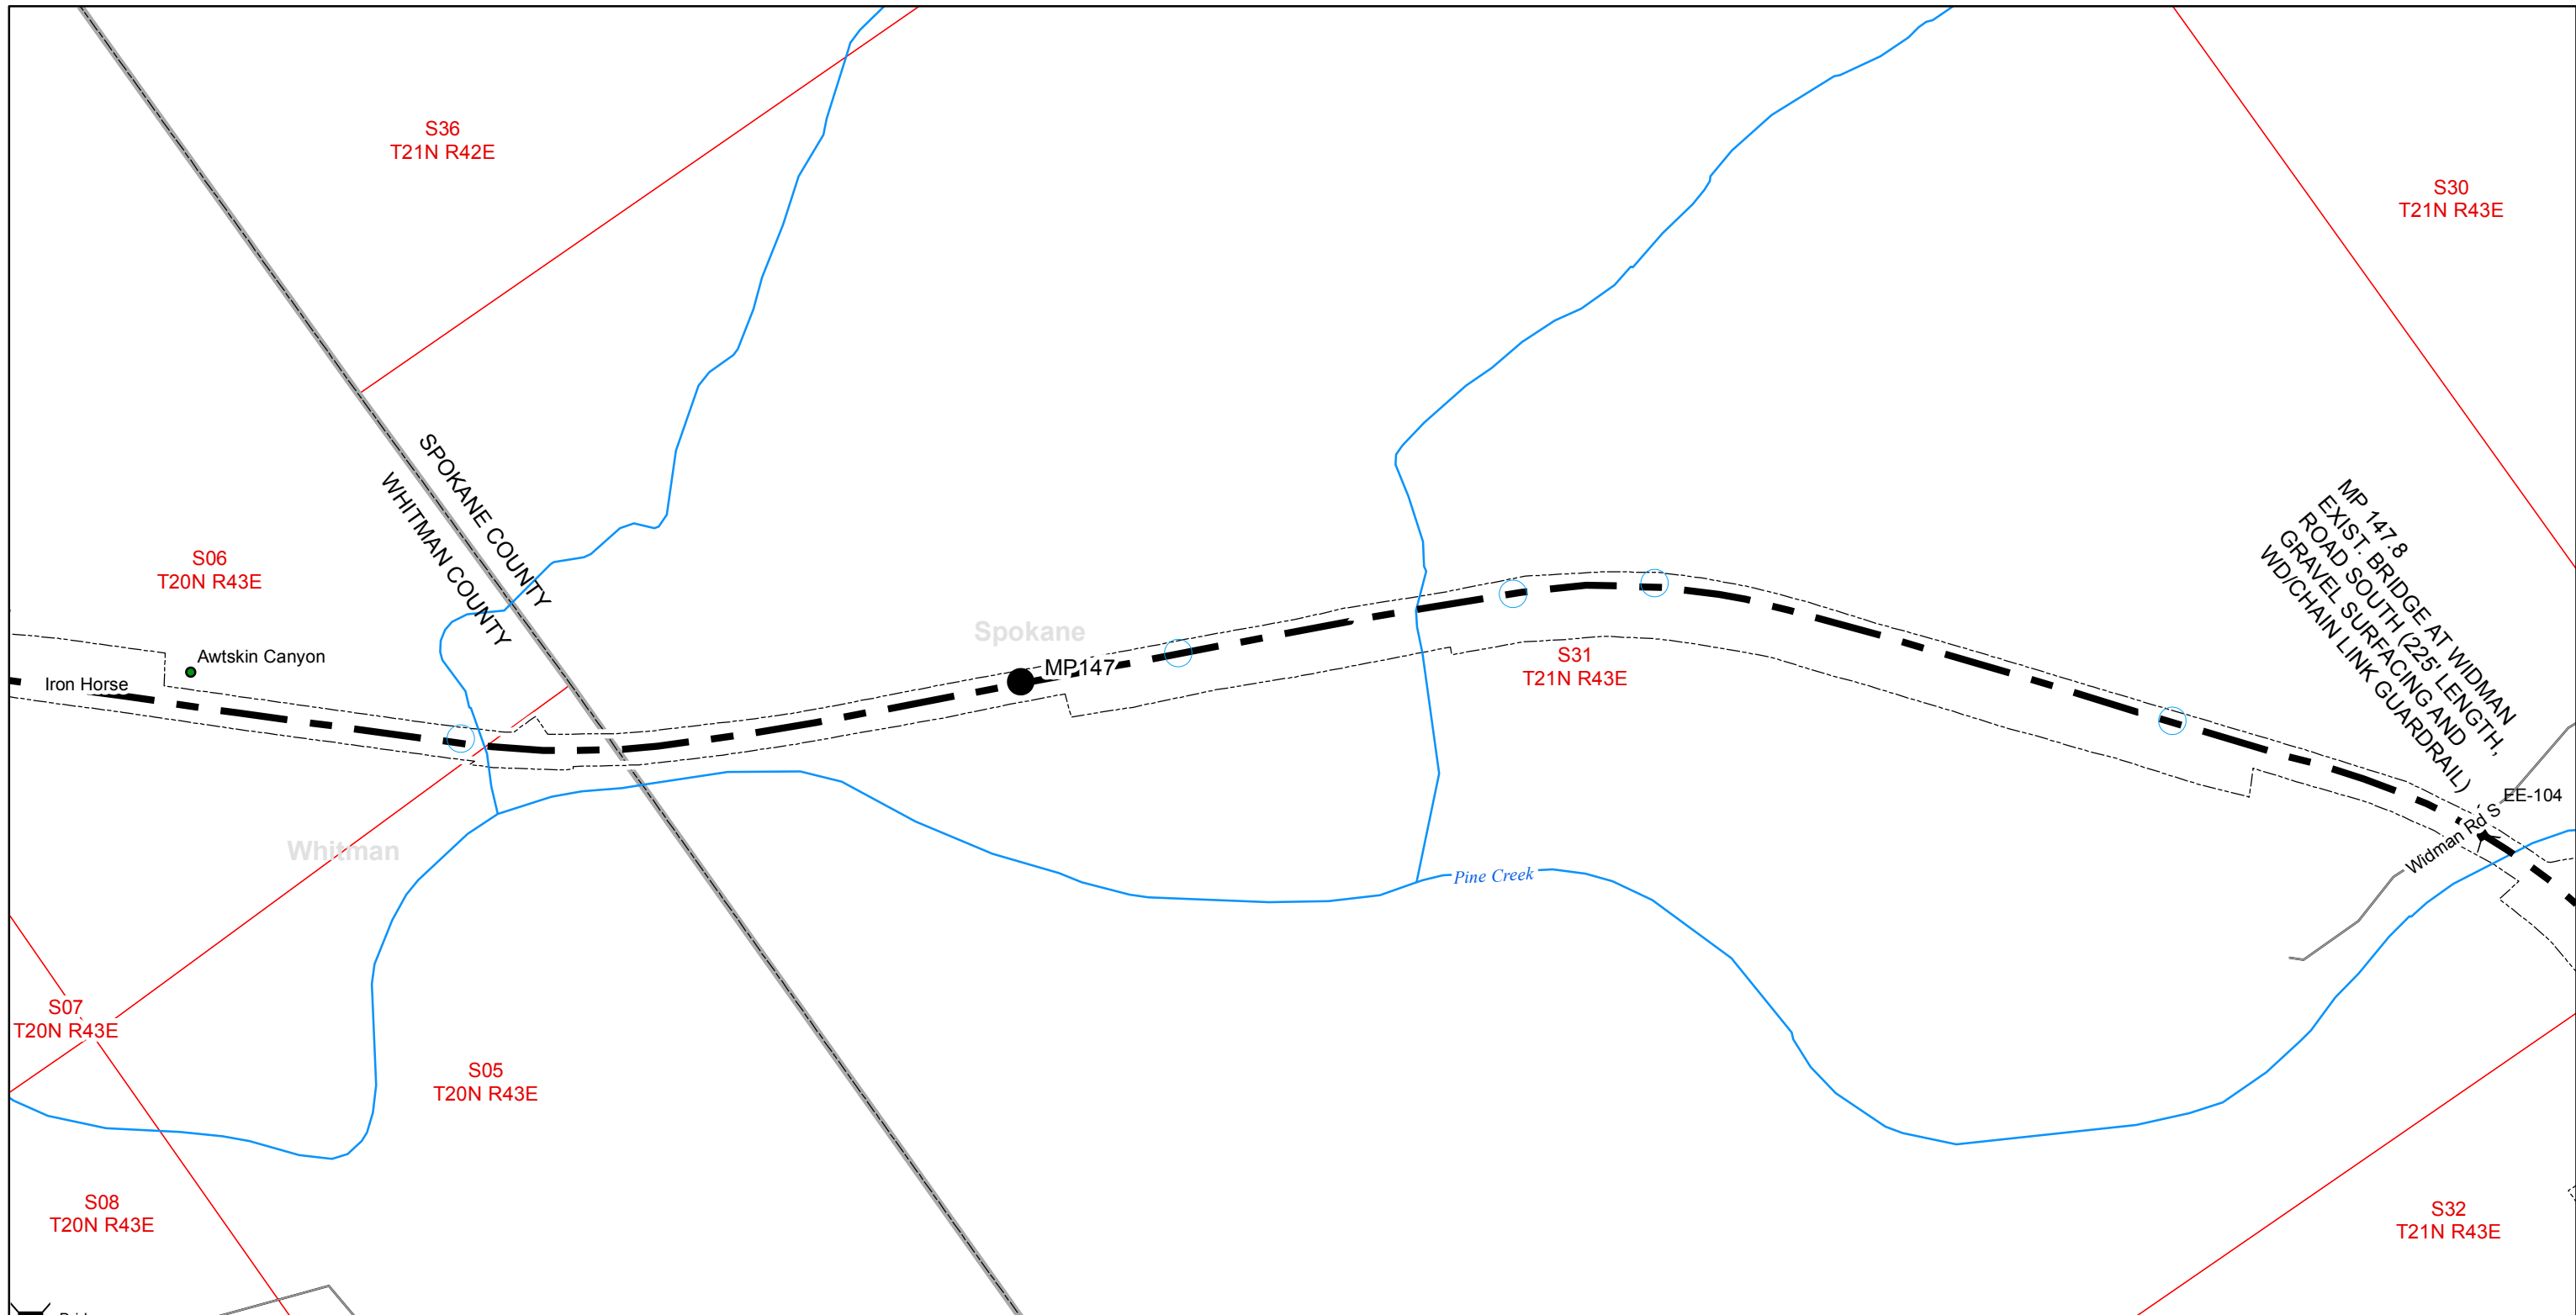 S36
T21N R42E
S30
T21N R43E
SPOKANE COUNTY
WHITMAN COUNTY
MP 147.8
EXIST. BRIDGE AT WIDMAN
ROAD SOUTH (225' LENGTH,
GRAVEL SURFACING AND
WD/CHAIN LINK GUARDRAIL)
S06
T20N R43E
Awtskin Canyon
Iron Horse
Spokane
MP147
S31
T21N R43E
EE-104
Widman Rd S
Whitman
Pine Creek
S07
T20N R43E
S05
T20N R43E
S08
T20N R43E
S32
T21N R43E